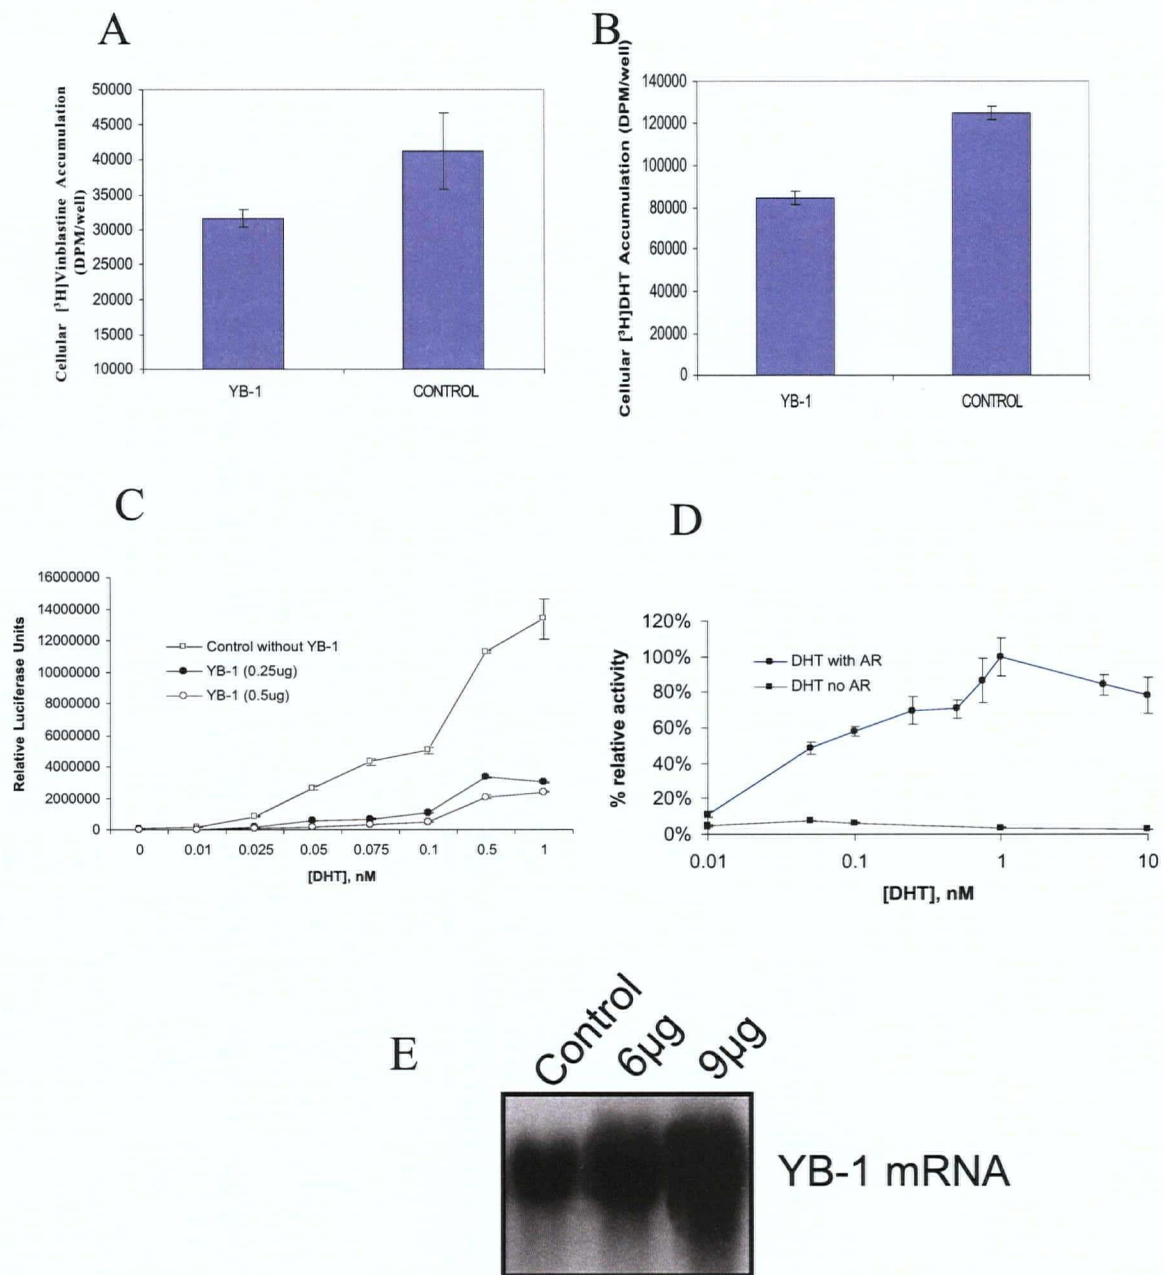 A
Cellular [³H]Vinblastine Accumulation
(DPM/well)
50000
45000
40000
35000
30000
25000
20000
15000
10000
YB-1 CONTROL
B
Cellular [³H]DHT Accumulation (DPM/well)
140000
120000
100000
80000
60000
40000
20000
0
YB-1 CONTROL
C
Relative Luciferase Units
16000000
14000000
12000000
10000000
8000000
6000000
4000000
2000000
0
Control without YB-1
YB-1 (0.25ug)
YB-1 (0.5ug)
0 0.01 0.025 0.05 0.075 0.1 0.5 1
[DHT], nM
D
% relative activity
120%
100%
80%
60%
40%
20%
0%
DHT with AR
DHT no AR
0.01 0.1 1 10
[DHT], nM
E
Control 6µg 9µg
YB-1 mRNA